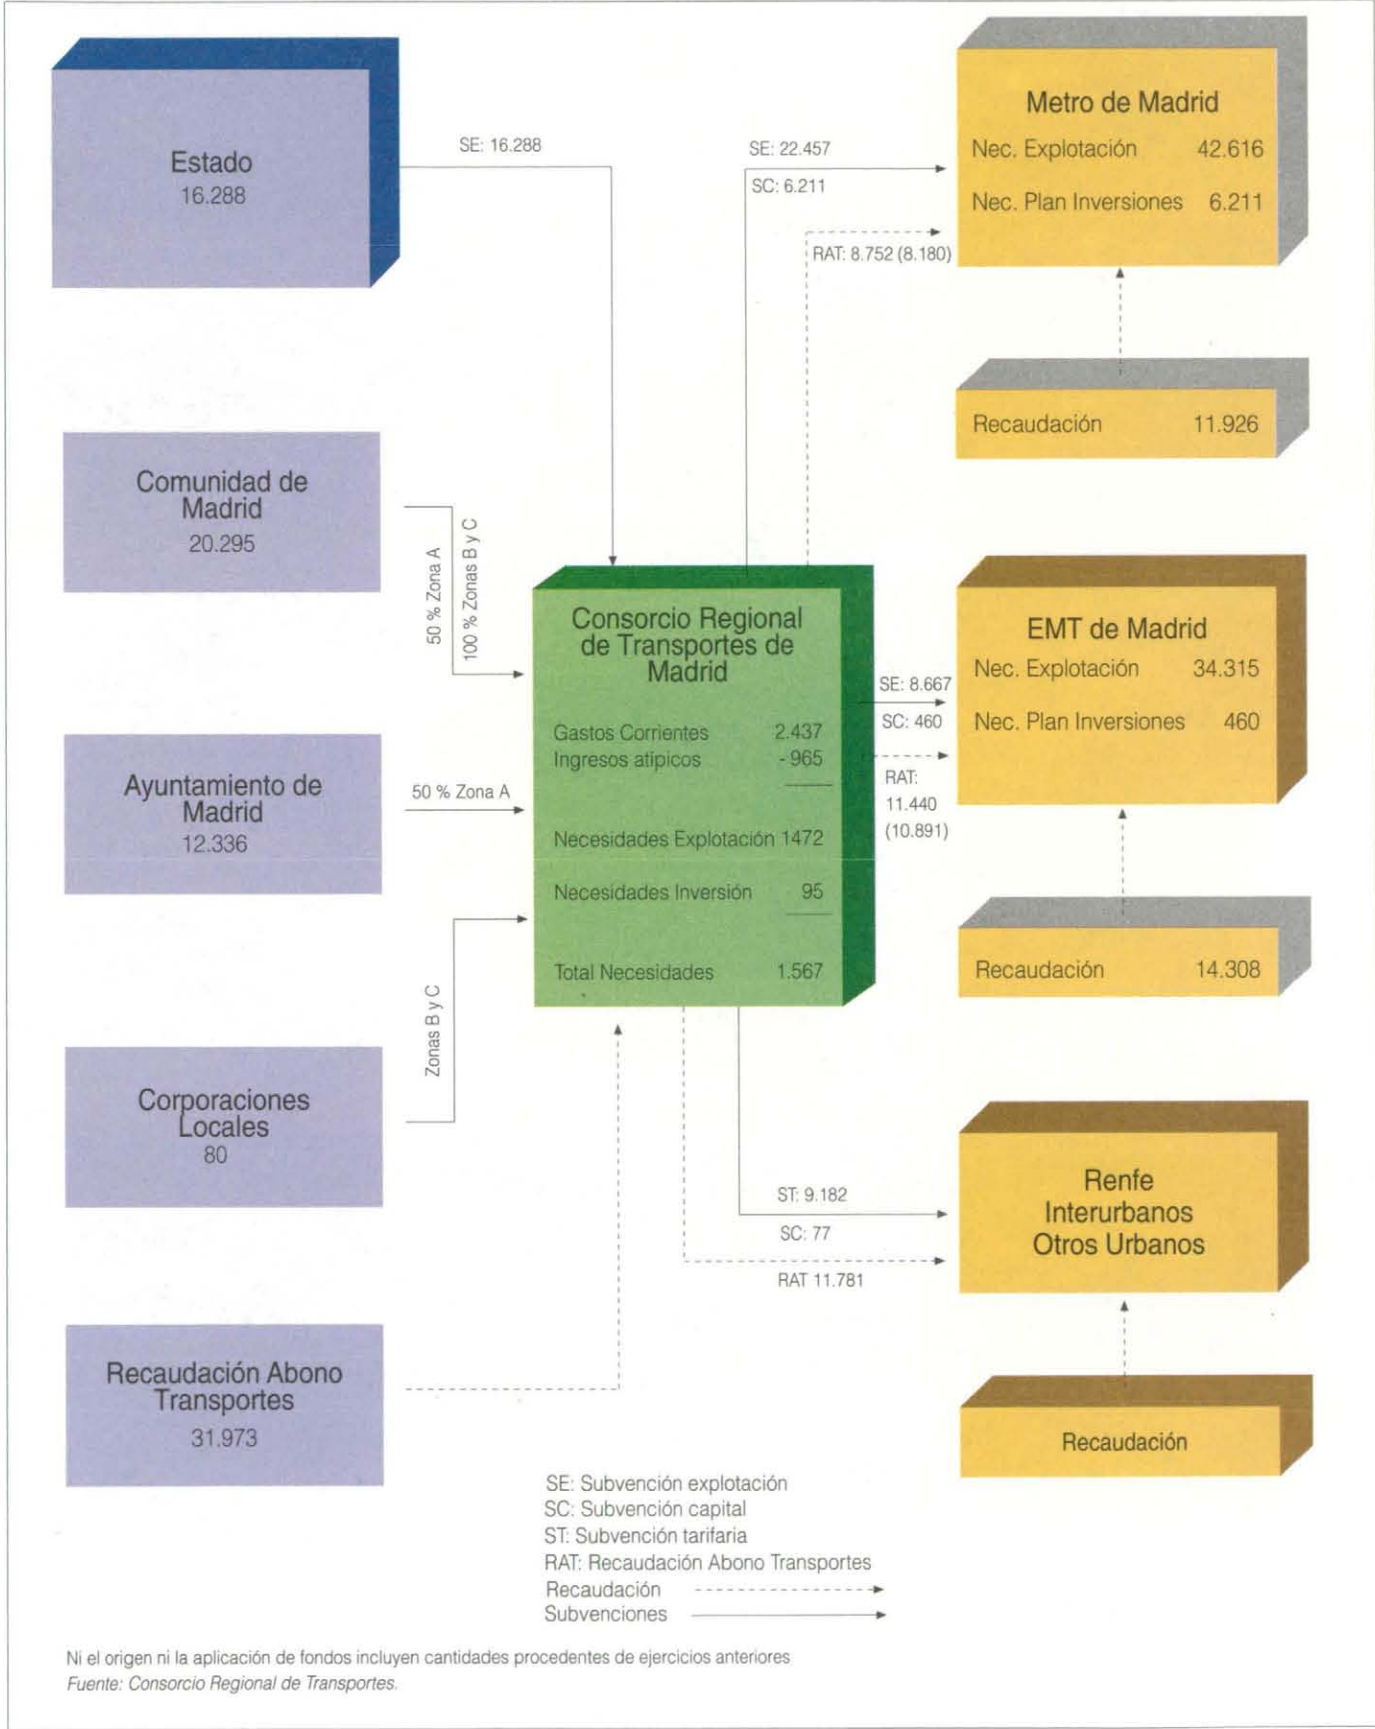 Estado
16.288
SE: 16.288
Comunidad de
Madrid
20.295
50 % Zona A
100 % Zonas B y C
Ayuntamiento de
Madrid
12.336
50 % Zona A
Corporaciones
Locales
80
Zonas B y C
Recaudación Abono
Transportes
31.973
Consorcio Regional
de Transportes de
Madrid
Gastos Corrientes 2.437
Ingresos atípicos - 965
Necesidades Explotación 1472
Necesidades Inversión 95
Total Necesidades 1.567
SE: 22.457
SC: 6.211
RAT: 8.752 (8.180)
Metro de Madrid
Nec. Explotación 42.616
Nec. Plan Inversiones 6.211
Recaudación 11.926
SE: 8.667
SC: 460
RAT:
11.440
(10.891)
EMT de Madrid
Nec. Explotación 34.315
Nec. Plan Inversiones 460
Recaudación 14.308
ST: 9.182
SC: 77
RAT 11.781
Renfe
Interurbanos
Otros Urbanos
Recaudación
SE: Subvención explotación
SC: Subvención capital
ST: Subvención tarifaria
RAT: Recaudación Abono Transportes
Recaudación
Subvenciones
Ni el origen ni la aplicación de fondos incluyen cantidades procedentes de ejercicios anteriores
Fuente: Consorcio Regional de Transportes.